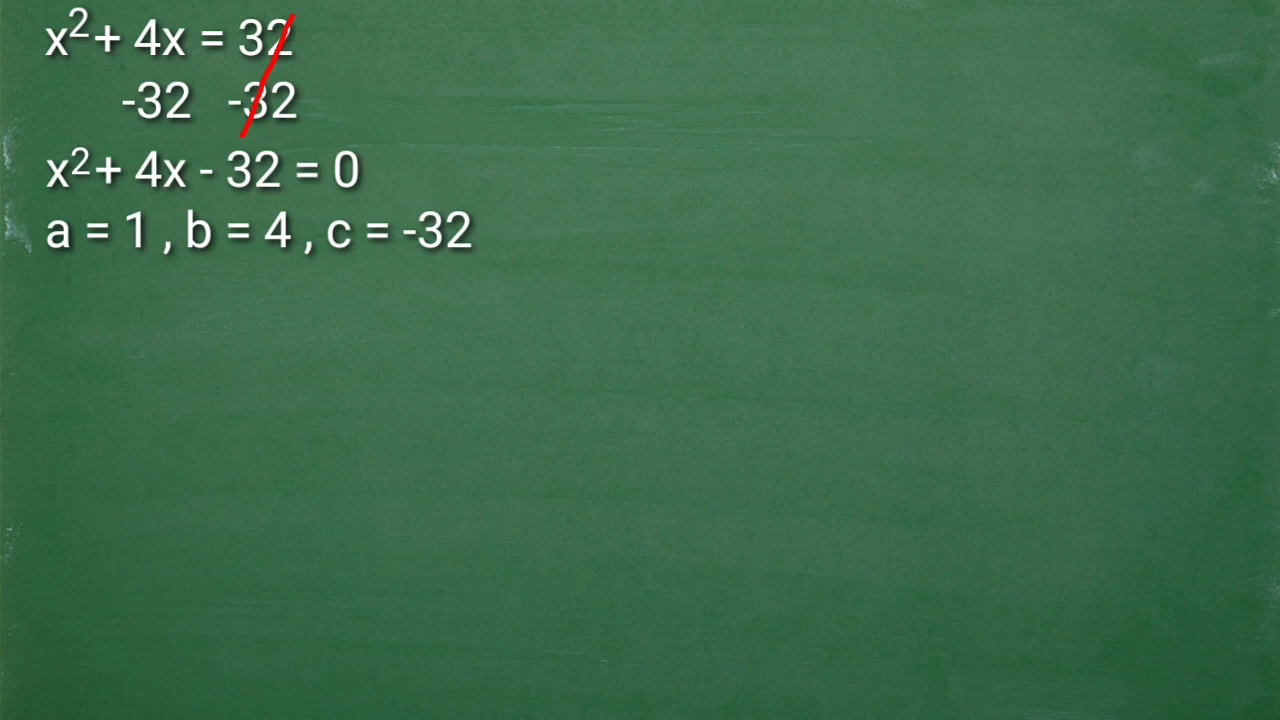 x² + 4x = 32
-32 -32
x² + 4x - 32 = 0
a = 1 , b = 4 , c = -32